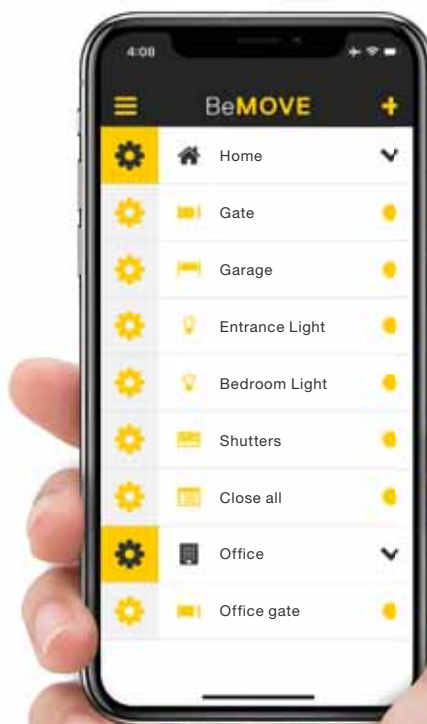 4:08
BeMOVE
Home
Gate
Garage
Entrance Light
Bedroom Light
Shutters
Close all
Office
Office gate